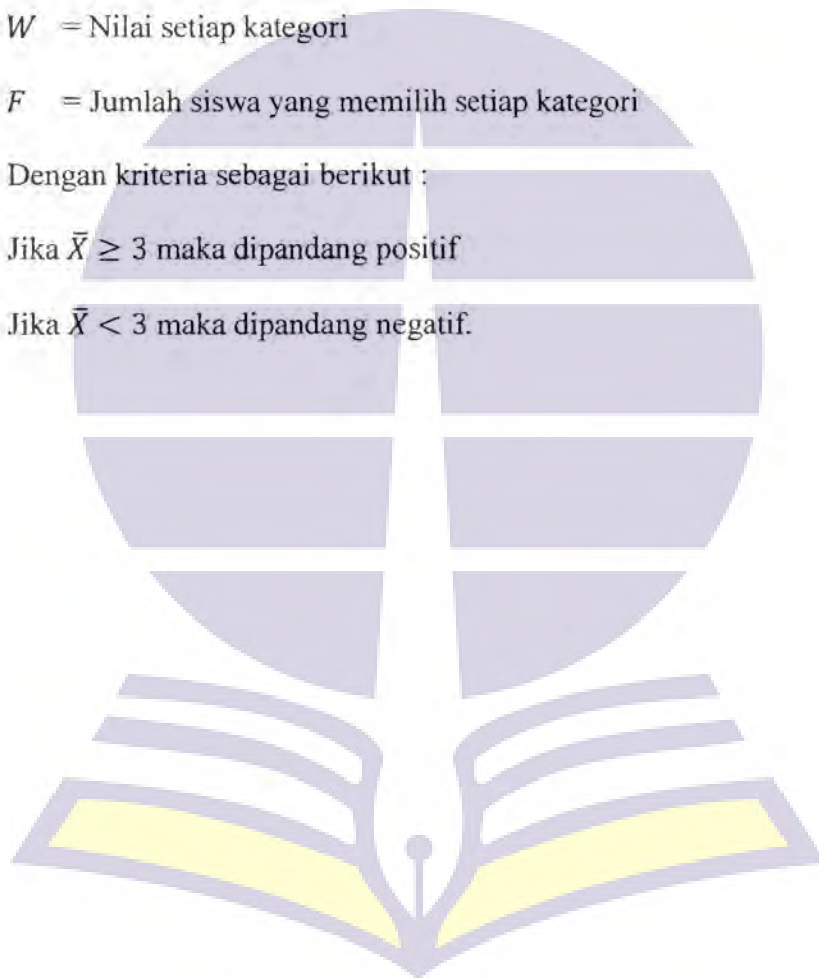 W = Nilai setiap kategori
F = Jumlah siswa yang memilih setiap kategori
Dengan kriteria sebagai berikut :
Jika X̄ ≥ 3 maka dipandang positif
Jika X̄ < 3 maka dipandang negatif.